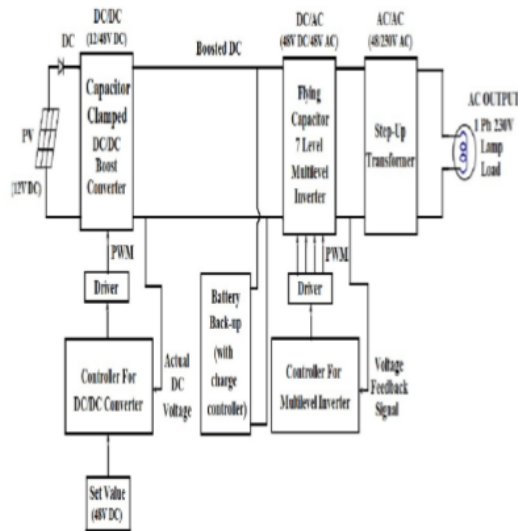 DC/DC
(12/48V DC)
DC/AC
(48V DC/48V AC)
AC/AC
(48/230V AC)
DC
Boosted DC
Capacitor
Clamped
DC/DC
Boost
Converter
Flying
Capacitor
7 Level
Multilevel
Inverter
Step-Up
Transformer
AC OUTPUT
1 Ph 230V
Lamp
Load
PV
(12V DC)
PWM
Driver
Controller For
DC/DC Converter
Set Value
(48V DC)
Actual
DC
Voltage
Battery
Back-up
(with
charge
controller)
PWM
Driver
Controller For
Multilevel Inverter
Voltage
Feedback
Signal